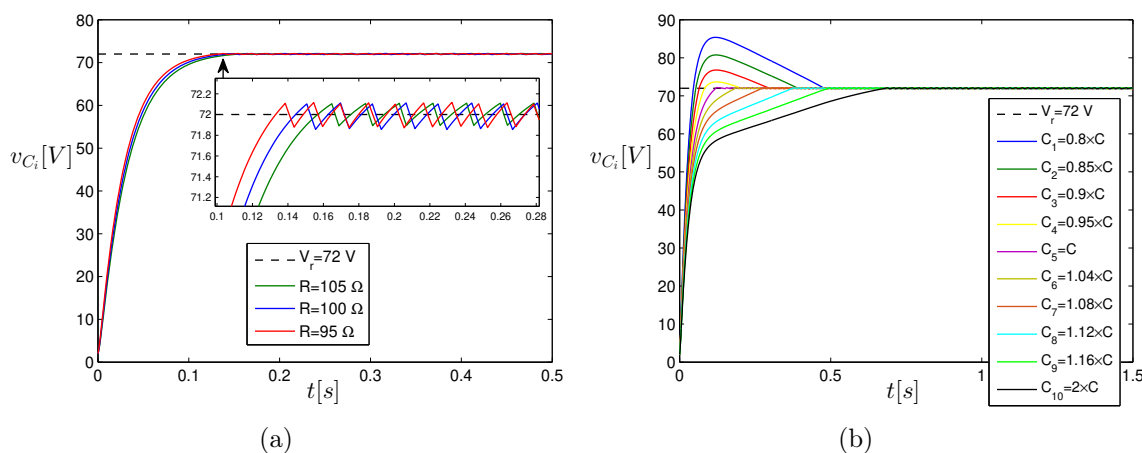 80
70
60
50
40
30
20
10
0
v_{C_i}[V]
0
0.1
0.2
0.3
0.4
0.5
t[s]
72.2
72
71.8
71.6
71.4
71.2
0.1
0.12
0.14
0.16
0.18
0.2
0.22
0.24
0.26
0.28
V_r=72 V
R=105 Ω
R=100 Ω
R=95 Ω
(a)
90
80
70
60
50
40
30
20
10
0
v_{C_i}[V]
0
0.5
1
1.5
t[s]
V_r=72 V
C_1=0.8×C
C_2=0.85×C
C_3=0.9×C
C_4=0.95×C
C_5=C
C_6=1.04×C
C_7=1.08×C
C_8=1.12×C
C_9=1.16×C
C_10=2×C
(b)